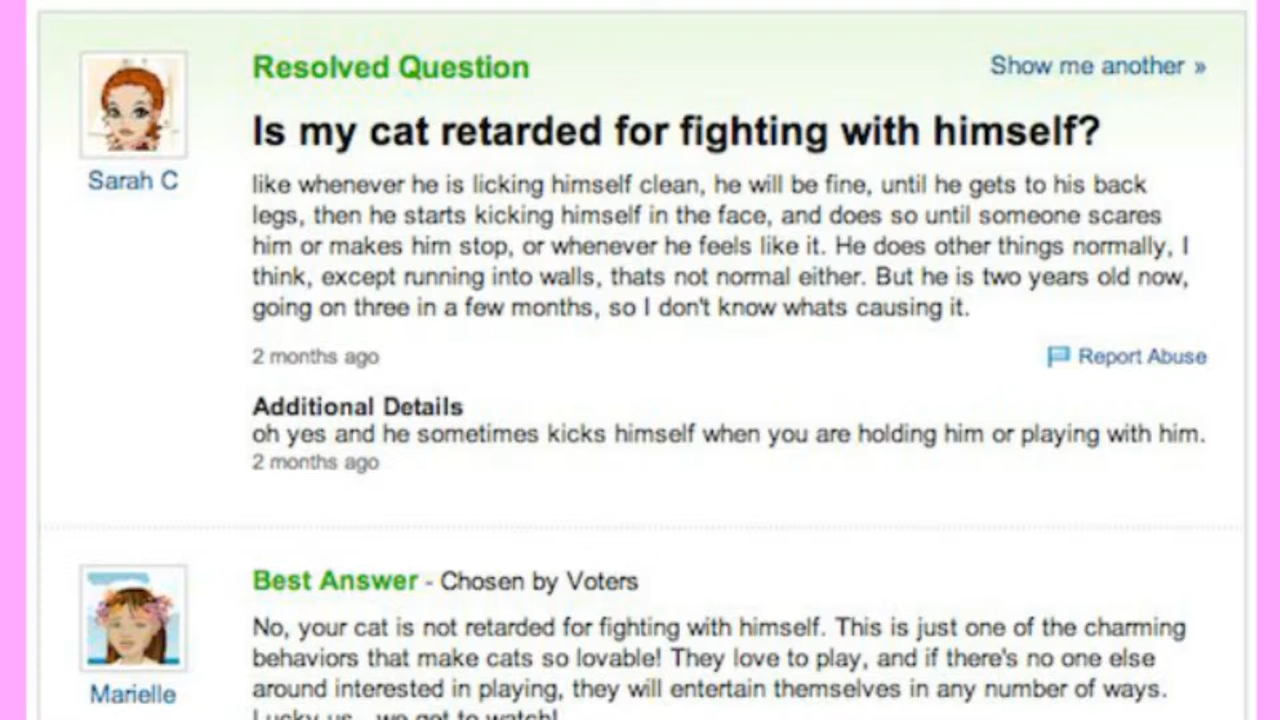 Resolved Question
Show me another »
Is my cat retarded for fighting with himself?
Sarah C
like whenever he is licking himself clean, he will be fine, until he gets to his back
legs, then he starts kicking himself in the face, and does so until someone scares
him or makes him stop, or whenever he feels like it. He does other things normally, I
think, except running into walls, thats not normal either. But he is two years old now,
going on three in a few months, so I don't know whats causing it.
2 months ago
Report Abuse
Additional Details
oh yes and he sometimes kicks himself when you are holding him or playing with him.
2 months ago
Best Answer - Chosen by Voters
Marielle
No, your cat is not retarded for fighting with himself. This is just one of the charming
behaviors that make cats so lovable! They love to play, and if there's no one else
around interested in playing, they will entertain themselves in any number of ways.
Lucky us...we get to watch!